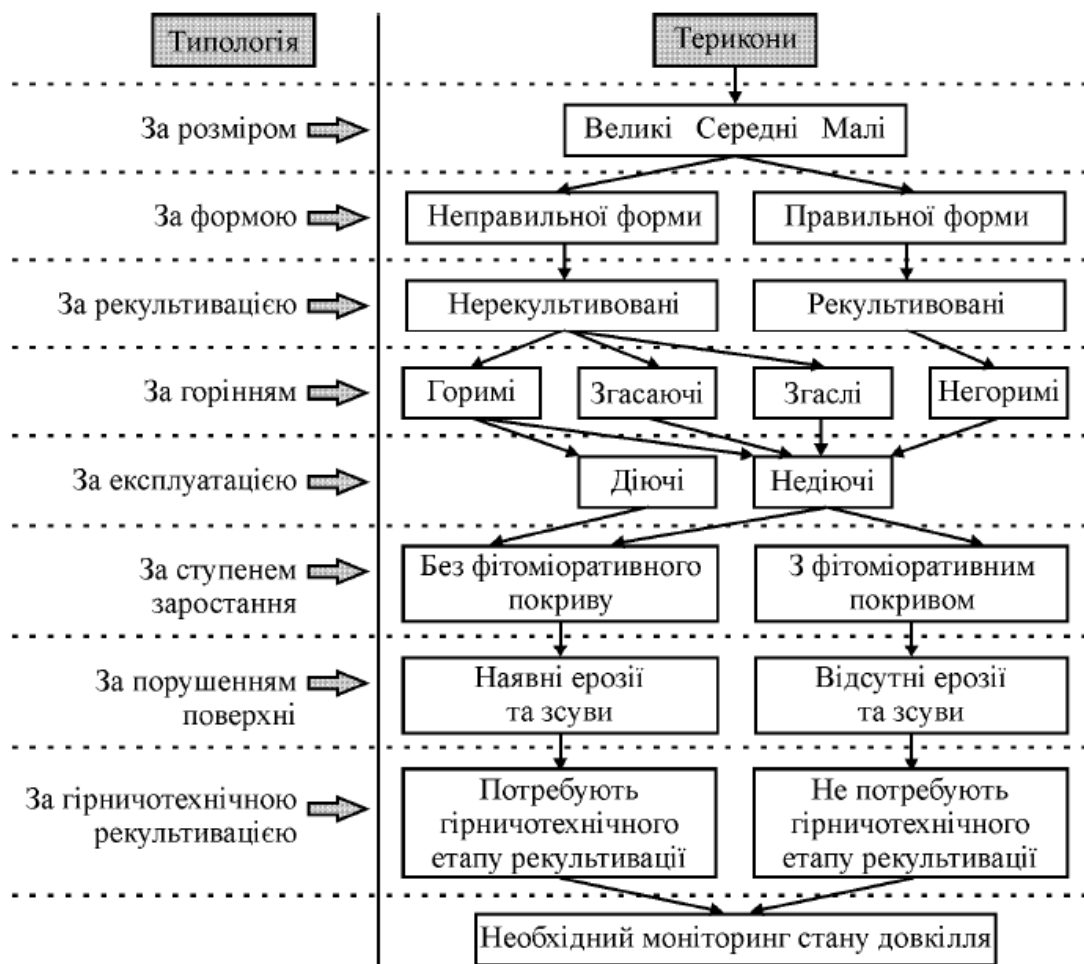 Типологія
Терикони
За розміром
Великі Середні Малі
За формою
Неправильної форми
Правильної форми
За рекультивацією
Нерекультивовані
Рекультивовані
За горінням
Горимі
Згасаючі
Згаслі
Негоримі
За експлуатацією
Діючі
Недіючі
За ступенем
заростання
Без фітоміоративного
покриву
З фітоміоративним
покривом
За порушенням
поверхні
Наявні ерозії
та зсуви
Відсутні ерозії
та зсуви
За гірничотехнічною
рекультивацією
Потребують
гірничотехнічного
етапу рекультивації
Не потребують
гірничотехнічного
етапу рекультивації
Необхідний моніторинг стану довкілля